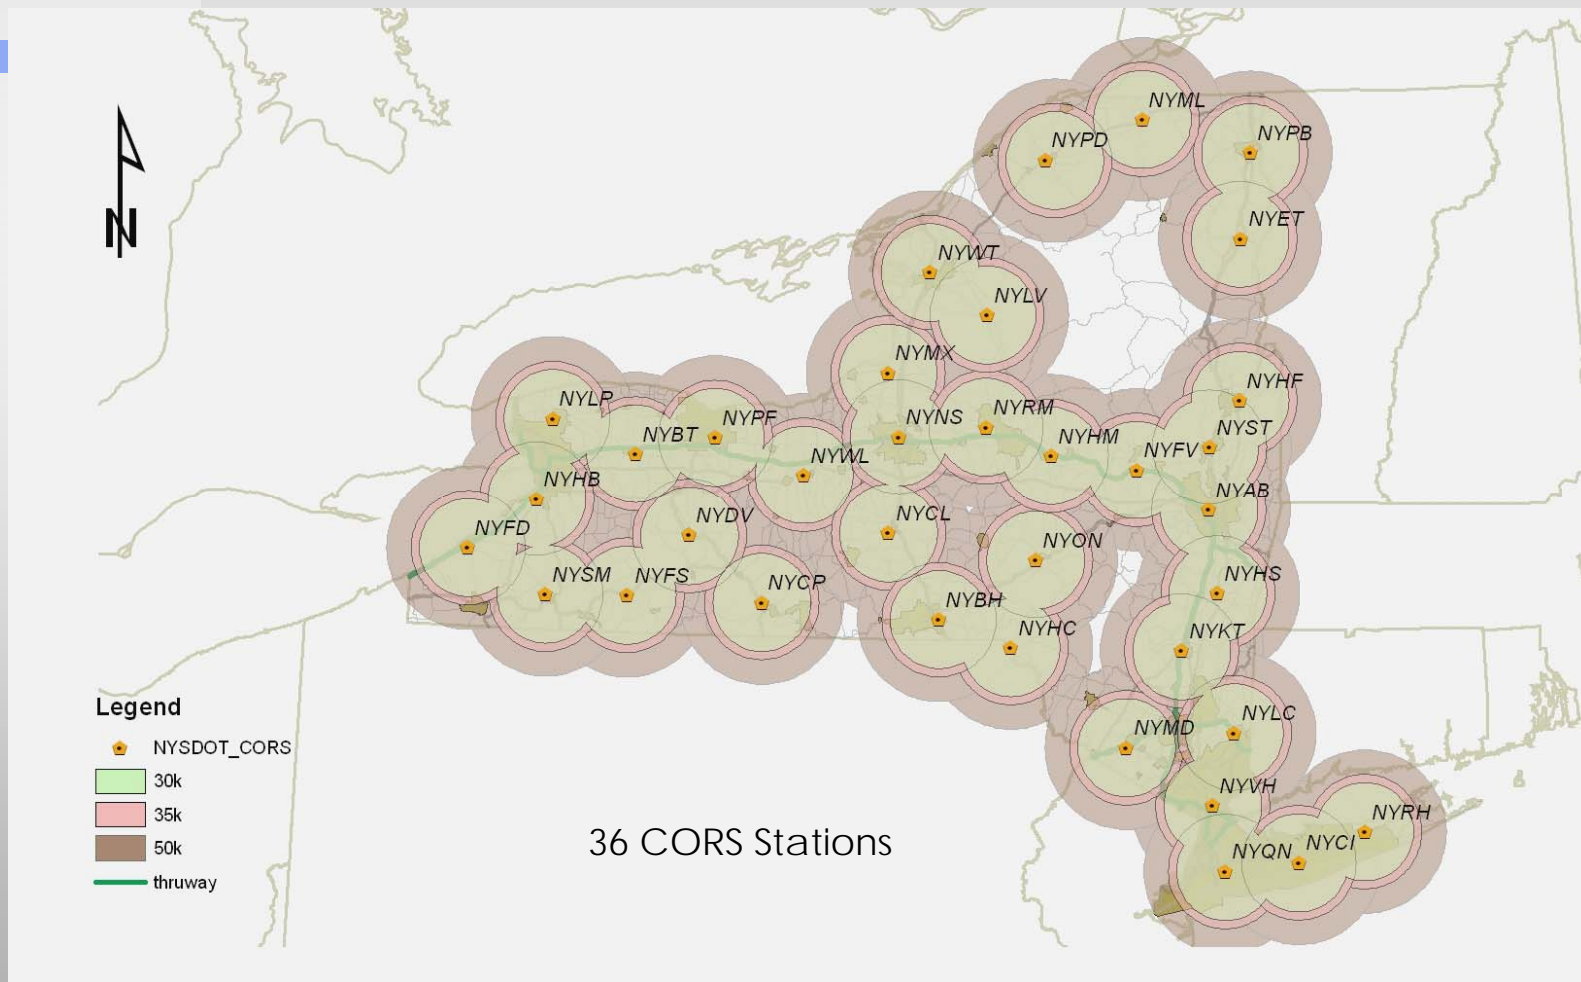 NYML
NYPD
NYPB
NYET
NYWT
NYLV
NYMX
NYHF
NYLP
NYBT
NYPF
NYNS
NYRM
NYHM
NYST
NYFV
NYWL
NYHB
NYAB
NYFD
NYDV
NYCL
NYON
NYSM
NYFS
NYCP
NYHS
NYBH
NYHC
NYKT
NYMD
NYLC
NYVH
NYRH
NYQN
NYCI
N
Legend
NYSDOT_CORS
30k
35k
50k
thruway
36 CORS Stations